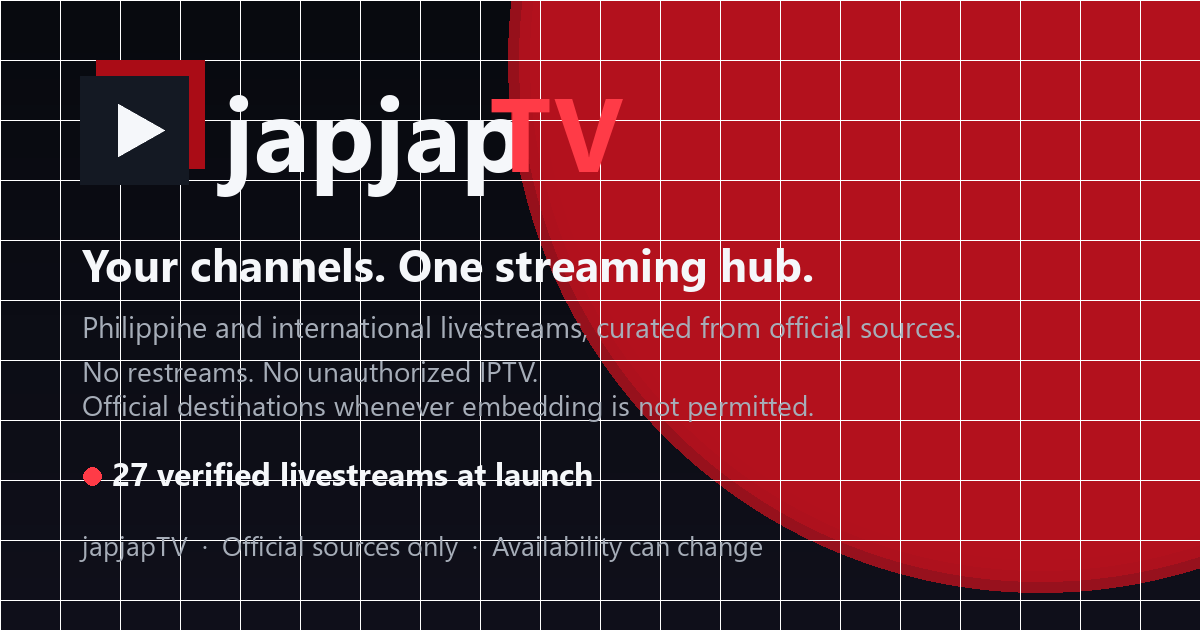 japjapTV
Your channels. One streaming hub.
Philippine and international livestreams, curated from official sources.
No restreams. No unauthorized IPTV.
Official destinations whenever embedding is not permitted.
27 verified livestreams at launch
japjapTV · Official sources only · Availability can change